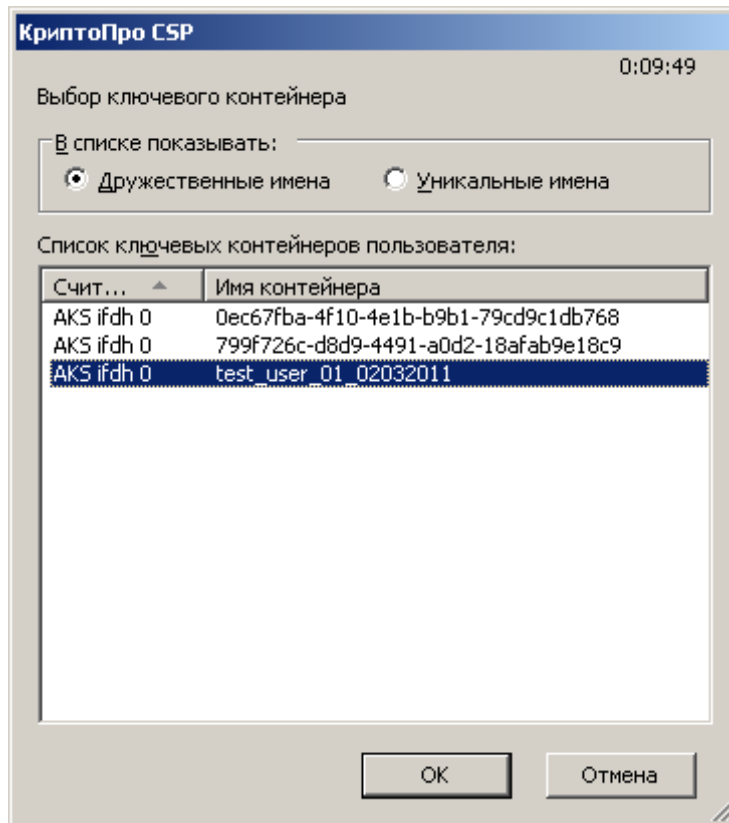 КриптоПро CSP
0:09:49
Выбор ключевого контейнера
В списке показывать:
Дружественные имена Уникальные имена
Список ключевых контейнеров пользователя:
Счит... Имя контейнера
AKS ifdh 0 0ec67fba-4f10-4e1b-b9b1-79cd9c1db768
AKS ifdh 0 799f726c-d8d9-4491-a0d2-18afab9e18c9
AKS ifdh 0 test_user_01_02032011
ОК Отмена